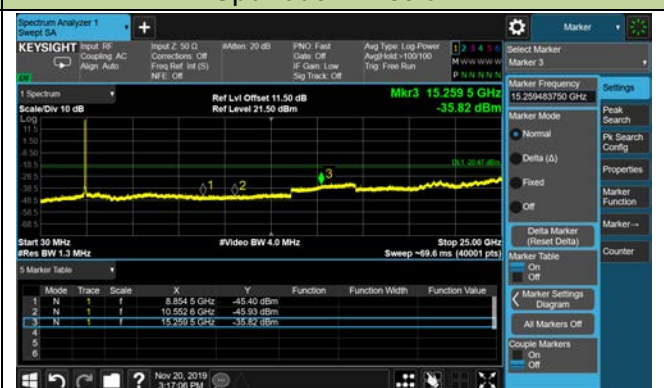 Spectrum Analyzer 1
Swept SA
Marker
KEYSIGHT
Input: RF
Coupling: AC
Align: Auto
Input Z: 50 Ω
Corrections: Off
Freq Ref: Int (S)
NFE: Off
#Atten: 20 dB
PNO: Fast
Gate: Off
IF Gain: Low
Sig Track: Off
Avg Type: Log-Power
Avg|Hold:>100/100
Trig: Free Run
1 2 3 4 5 6
M W W W W W
P N N N N N
Select Marker
Marker 3
1 Spectrum
Scale/Div 10 dB
Log
Ref Lvl Offset 11.50 dB
Ref Level 21.50 dBm
Mkr3 15.259 5 GHz
-35.82 dBm
11.5
1.50
-8.50
-18.5
-28.5
-38.5
-48.5
-58.5
-68.5
DL1 -20.47 dBm
1
2
3
Start 30 MHz
#Res BW 1.3 MHz
#Video BW 4.0 MHz
Stop 25.00 GHz
Sweep ~69.6 ms (40001 pts)
5 Marker Table
Mode Trace Scale X Y Function Function Width Function Value
1 N 1 f 8.854 5 GHz -45.40 dBm
2 N 1 f 10.552 6 GHz -45.93 dBm
3 N 1 f 15.259 5 GHz -35.82 dBm
4
5
6
Marker Frequency
15.259483750 GHz
Marker Mode
Normal
Delta (Δ)
Fixed
Off
Delta Marker
(Reset Delta)
Marker Table
On
Off
Marker Settings
Diagram
All Markers Off
Couple Markers
On
Off
Settings
Peak
Search
Pk Search
Config
Properties
Marker
Function
Marker→
Counter
Nov 20, 2019
3:17:06 PM